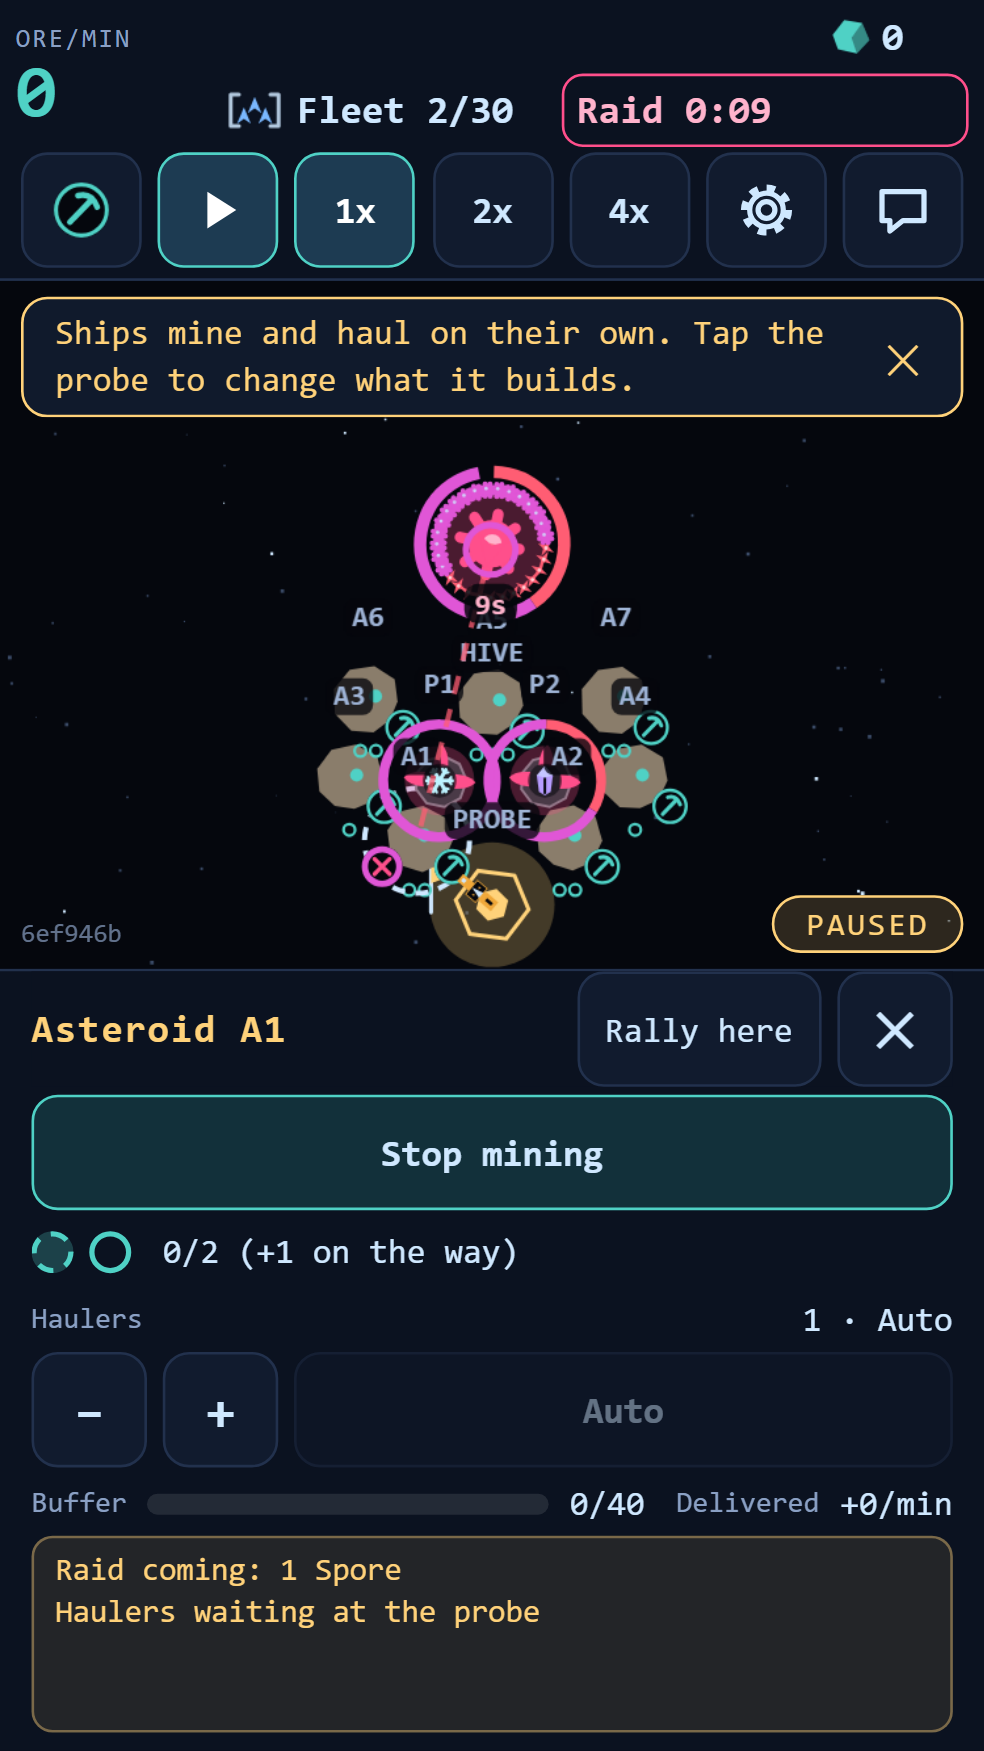 ORE/MIN
0
0
Fleet 2/30
Raid 0:09
1x
2x
4x
Ships mine and haul on their own. Tap the
probe to change what it builds.
9s
A6
A5
A7
HIVE
A3
P1
P2
A4
A1
A2
PROBE
6ef946b
PAUSED
Asteroid A1
Rally here
Stop mining
0/2 (+1 on the way)
Haulers
1 · Auto
−
+
Auto
Buffer
0/40
Delivered
+0/min
Raid coming: 1 Spore
Haulers waiting at the probe